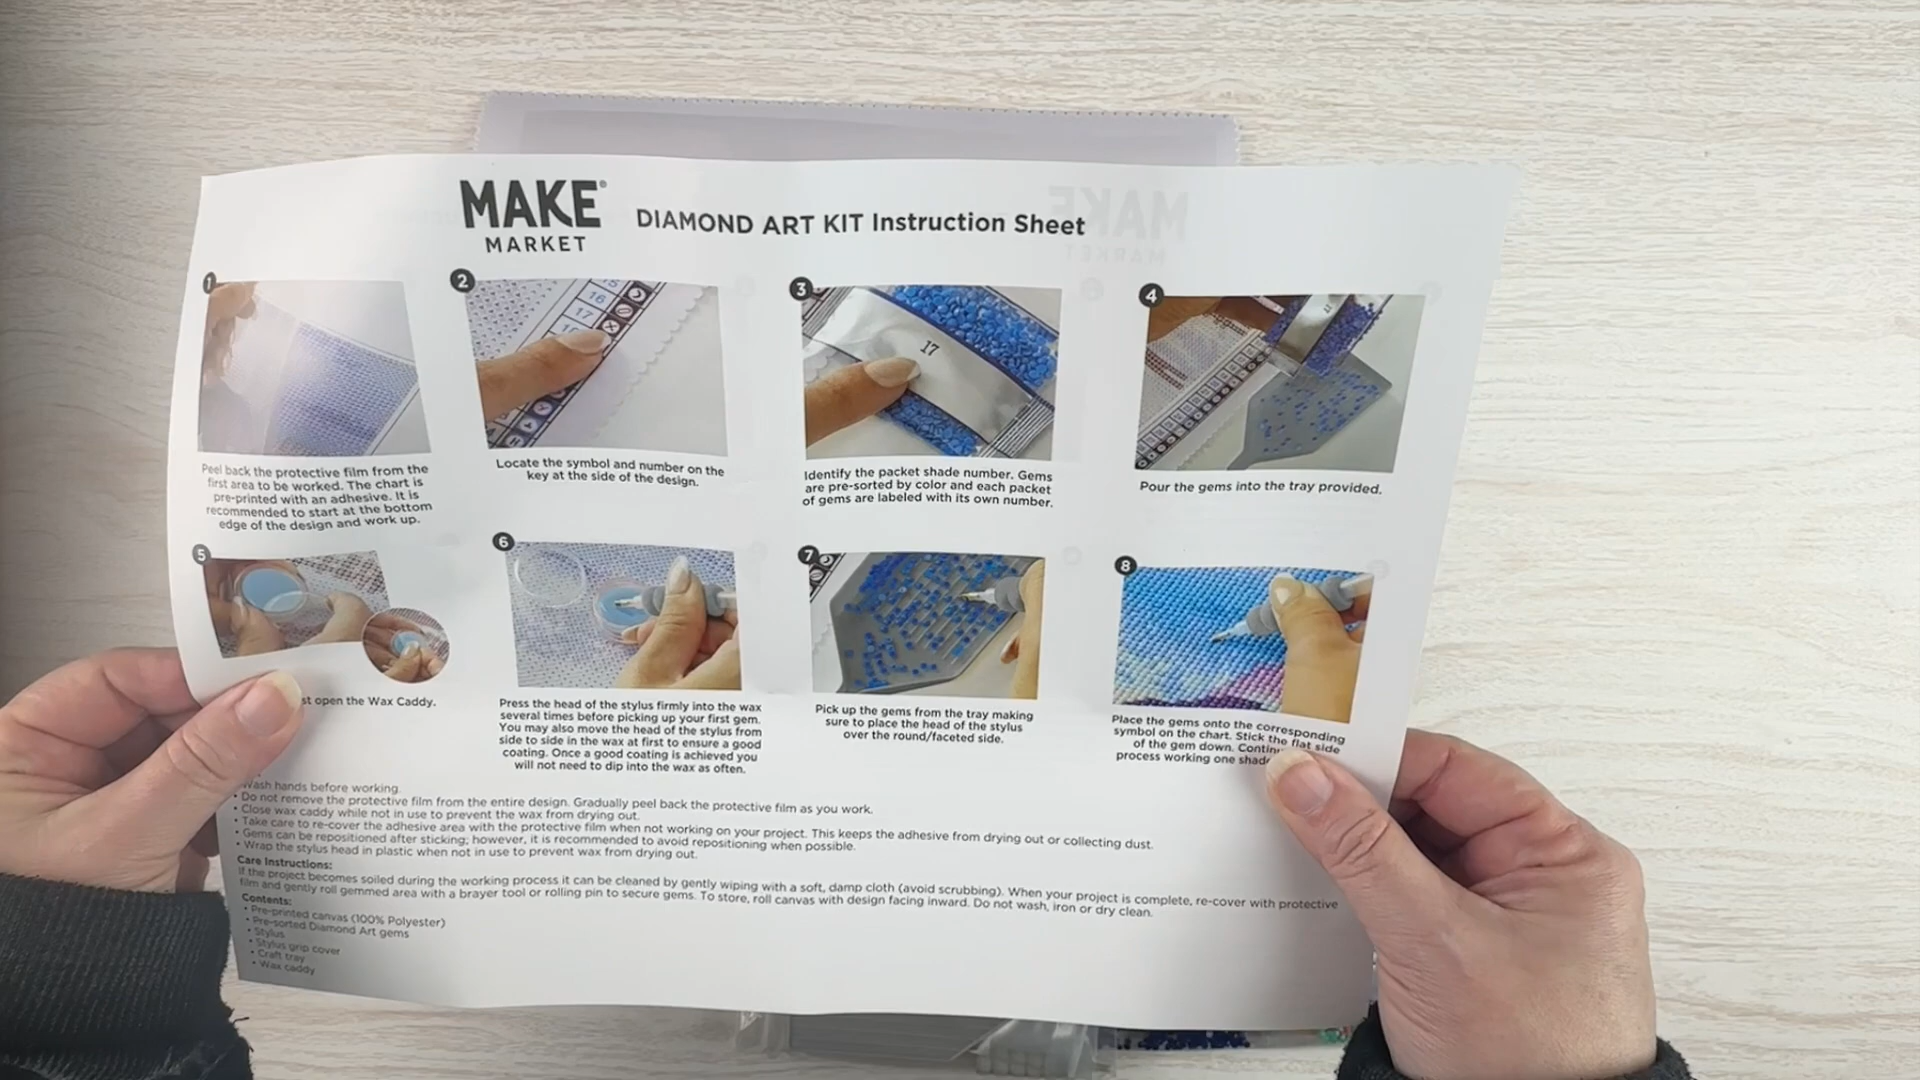 MAKE®
MARKET
DIAMOND ART KIT Instruction Sheet
1
Peel back the protective film from the
first area to be worked. The chart is
pre-printed with an adhesive. It is
recommended to start at the bottom
edge of the design and work up.
2
16
17
Locate the symbol and number on the
key at the side of the design.
3
17
Identify the packet shade number. Gems
are pre-sorted by color and each packet
of gems are labeled with its own number.
4
Pour the gems into the tray provided.
5
st open the Wax Caddy.
6
Press the head of the stylus firmly into the wax
several times before picking up your first gem.
You may also move the head of the stylus from
side to side in the wax at first to ensure a good
coating. Once a good coating is achieved you
will not need to dip into the wax as often.
7
Pick up the gems from the tray making
sure to place the head of the stylus
over the round/faceted side.
8
Place the gems onto the corresponding
symbol on the chart. Stick the flat side
of the gem down. Contin
process working one shad
Wash hands before working.
• Do not remove the protective film from the entire design. Gradually peel back the protective film as you work.
• Close wax caddy while not in use to prevent the wax from drying out.
• Take care to re-cover the adhesive area with the protective film when not working on your project. This keeps the adhesive from drying out or collecting dust.
• Gems can be repositioned after sticking; however, it is recommended to avoid repositioning when possible.
• Wrap the stylus head in plastic when not in use to prevent wax from drying out.
Care Instructions:
If the project becomes soiled during the working process it can be cleaned by gently wiping with a soft, damp cloth (avoid scrubbing). When your project is complete, re-cover with protective
film and gently roll gemmed area with a brayer tool or rolling pin to secure gems. To store, roll canvas with design facing inward. Do not wash, iron or dry clean.
Contents:
• Pre-printed canvas (100% Polyester)
• Pre-sorted Diamond Art gems
• Stylus
• Stylus grip cover
• Craft tray
• Wax caddy